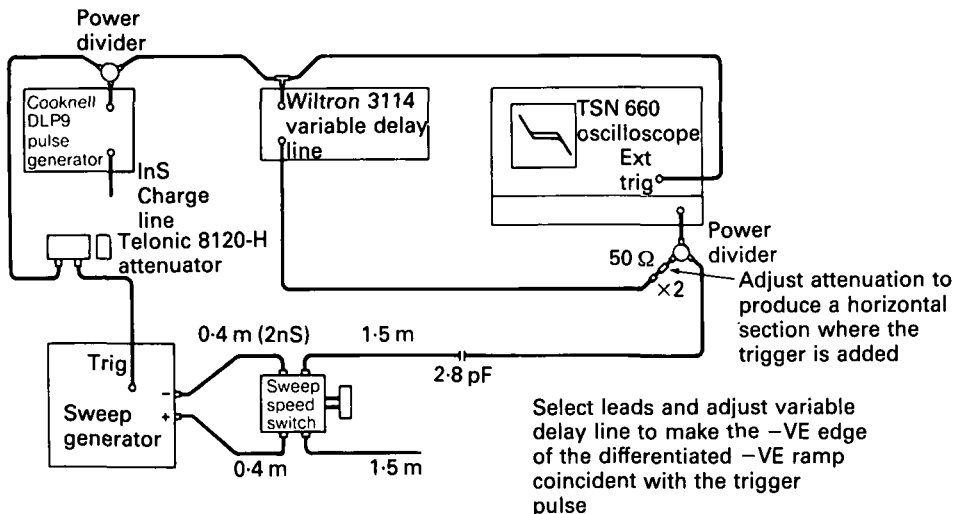 Power
divider
Cooknell
DLP9
pulse
generator
InS
Charge
line
Wiltron 3114
variable delay
line
TSN 660
oscilloscope
Ext
trig
Telonic 8120-H
attenuator
Power
divider
50 Ω
×2
Adjust attenuation to
produce a horizontal
section where the
trigger is added
Trig
Sweep
generator
−
+
0·4 m (2nS)
1·5 m
2·8 pF
Sweep
speed
switch
0·4 m
1·5 m
Select leads and adjust variable
delay line to make the −VE edge
of the differentiated −VE ramp
coincident with the trigger
pulse